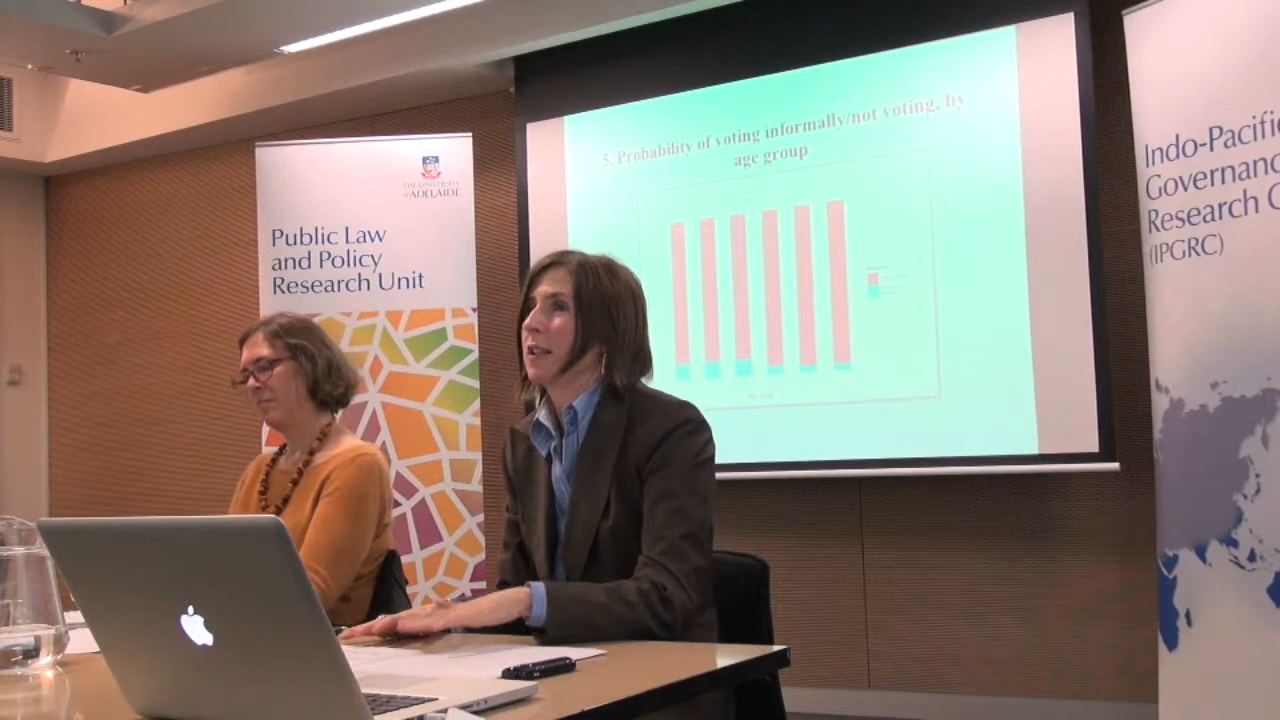 THE UNIVERSITY
of ADELAIDE
Public Law
and Policy
Research Unit
5. Probability of voting informally/not voting, by
age group
Indo-Pacific
Governance
Research
(IPGRC)